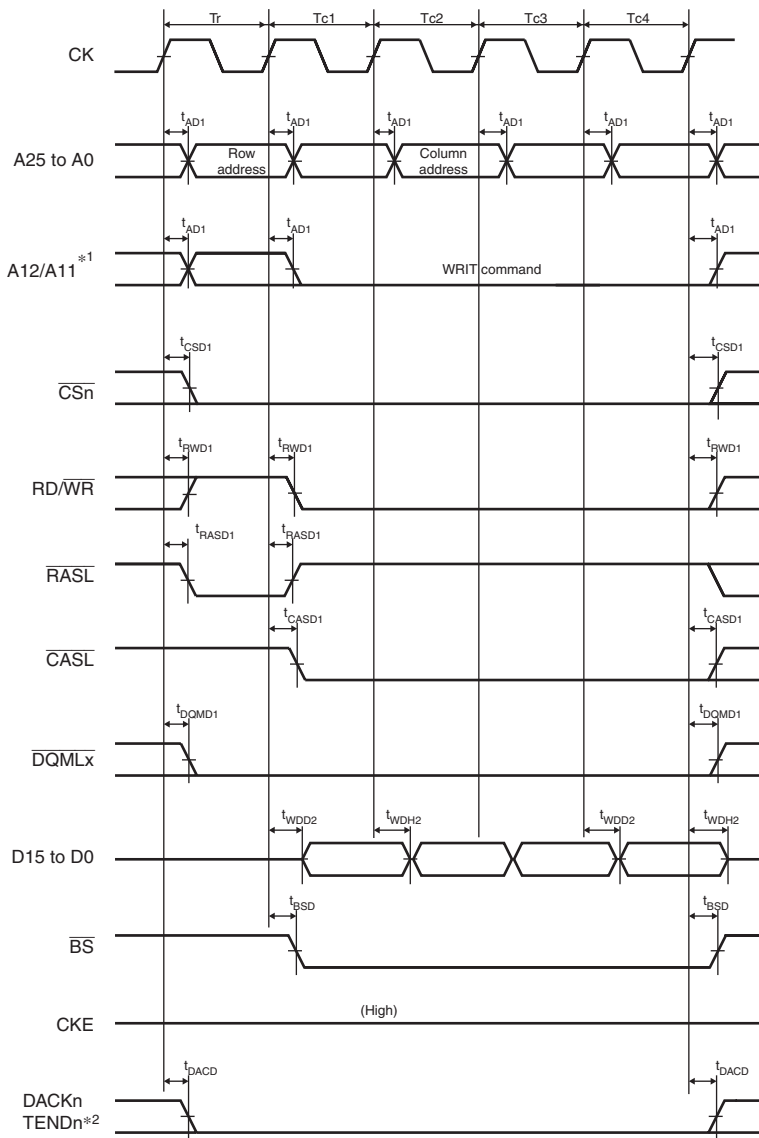 Tr Tc1 Tc2 Tc3 Tc4
CK
tAD1 tAD1 tAD1 tAD1 tAD1 tAD1
A25 to A0
Row address
Column address
tAD1 tAD1 tAD1
A12/A11*1
WRIT command
tCSD1 tCSD1
CSn
tRWD1 tRWD1 tRWD1
RD/WR
tRASD1 tRASD1
RASL
tCASD1 tCASD1
CASL
tDQMD1 tDQMD1
DQMLx
tWDD2 tWDH2 tWDD2 tWDH2
D15 to D0
tBSD tBSD
BS
(High)
CKE
tDACD tDACD
DACKn
TENDn*2